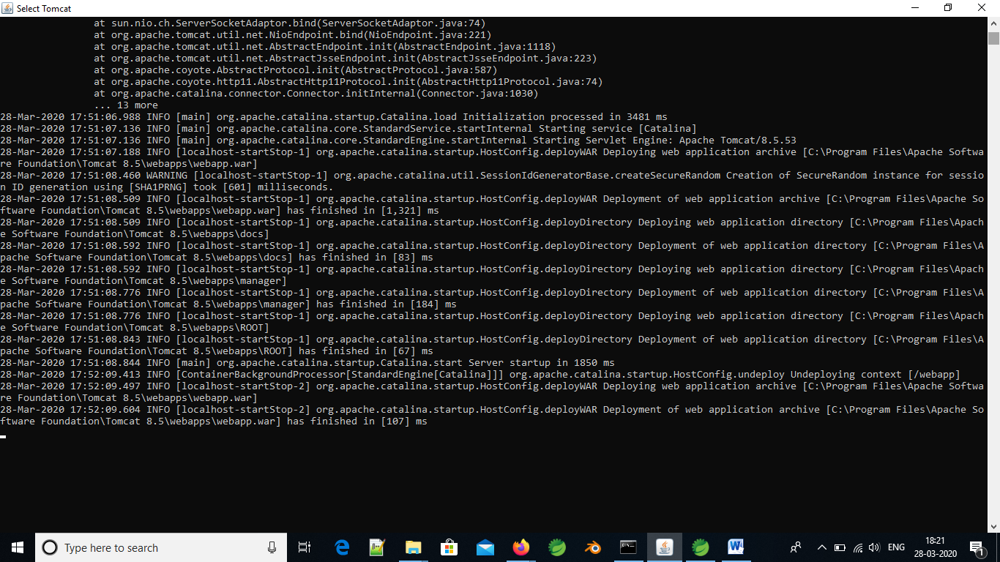 Select Tomcat
at sun.nio.ch.ServerSocketAdaptor.bind(ServerSocketAdaptor.java:74)
at org.apache.tomcat.util.net.NioEndpoint.bind(NioEndpoint.java:221)
at org.apache.tomcat.util.net.AbstractEndpoint.init(AbstractEndpoint.java:1118)
at org.apache.tomcat.util.net.AbstractJsseEndpoint.init(AbstractJsseEndpoint.java:223)
at org.apache.coyote.AbstractProtocol.init(AbstractProtocol.java:587)
at org.apache.coyote.http11.AbstractHttp11Protocol.init(AbstractHttp11Protocol.java:74)
at org.apache.catalina.connector.Connector.initInternal(Connector.java:1030)
... 13 more
28-Mar-2020 17:51:06.988 INFO [main] org.apache.catalina.startup.Catalina.load Initialization processed in 3481 ms
28-Mar-2020 17:51:07.136 INFO [main] org.apache.catalina.core.StandardService.startInternal Starting service [Catalina]
28-Mar-2020 17:51:07.136 INFO [main] org.apache.catalina.core.StandardEngine.startInternal Starting Servlet Engine: Apache Tomcat/8.5.53
28-Mar-2020 17:51:07.188 INFO [localhost-startStop-1] org.apache.catalina.startup.HostConfig.deployWAR Deploying web application archive [C:\Program Files\Apache Softwa
re Foundation\Tomcat 8.5\webapps\webapp.war]
28-Mar-2020 17:51:08.460 WARNING [localhost-startStop-1] org.apache.catalina.util.SessionIdGeneratorBase.createSecureRandom Creation of SecureRandom instance for sessio
n ID generation using [SHA1PRNG] took [601] milliseconds.
28-Mar-2020 17:51:08.509 INFO [localhost-startStop-1] org.apache.catalina.startup.HostConfig.deployWAR Deployment of web application archive [C:\Program Files\Apache So
ftware Foundation\Tomcat 8.5\webapps\webapp.war] has finished in [1,321] ms
28-Mar-2020 17:51:08.509 INFO [localhost-startStop-1] org.apache.catalina.startup.HostConfig.deployDirectory Deploying web application directory [C:\Program Files\Apach
e Software Foundation\Tomcat 8.5\webapps\docs]
28-Mar-2020 17:51:08.592 INFO [localhost-startStop-1] org.apache.catalina.startup.HostConfig.deployDirectory Deployment of web application directory [C:\Program Files\A
pache Software Foundation\Tomcat 8.5\webapps\docs] has finished in [83] ms
28-Mar-2020 17:51:08.592 INFO [localhost-startStop-1] org.apache.catalina.startup.HostConfig.deployDirectory Deploying web application directory [C:\Program Files\Apach
e Software Foundation\Tomcat 8.5\webapps\manager]
28-Mar-2020 17:51:08.776 INFO [localhost-startStop-1] org.apache.catalina.startup.HostConfig.deployDirectory Deployment of web application directory [C:\Program Files\A
pache Software Foundation\Tomcat 8.5\webapps\manager] has finished in [184] ms
28-Mar-2020 17:51:08.776 INFO [localhost-startStop-1] org.apache.catalina.startup.HostConfig.deployDirectory Deploying web application directory [C:\Program Files\Apach
e Software Foundation\Tomcat 8.5\webapps\ROOT]
28-Mar-2020 17:51:08.843 INFO [localhost-startStop-1] org.apache.catalina.startup.HostConfig.deployDirectory Deployment of web application directory [C:\Program Files\A
pache Software Foundation\Tomcat 8.5\webapps\ROOT] has finished in [67] ms
28-Mar-2020 17:51:08.844 INFO [main] org.apache.catalina.startup.Catalina.start Server startup in 1850 ms
28-Mar-2020 17:52:09.413 INFO [ContainerBackgroundProcessor[StandardEngine[Catalina]]] org.apache.catalina.startup.HostConfig.undeploy Undeploying context [/webapp]
28-Mar-2020 17:52:09.497 INFO [localhost-startStop-2] org.apache.catalina.startup.HostConfig.deployWAR Deploying web application archive [C:\Program Files\Apache Softwa
re Foundation\Tomcat 8.5\webapps\webapp.war]
28-Mar-2020 17:52:09.604 INFO [localhost-startStop-2] org.apache.catalina.startup.HostConfig.deployWAR Deployment of web application archive [C:\Program Files\Apache So
ftware Foundation\Tomcat 8.5\webapps\webapp.war] has finished in [107] ms
Type here to search
ENG
18:21
28-03-2020
1